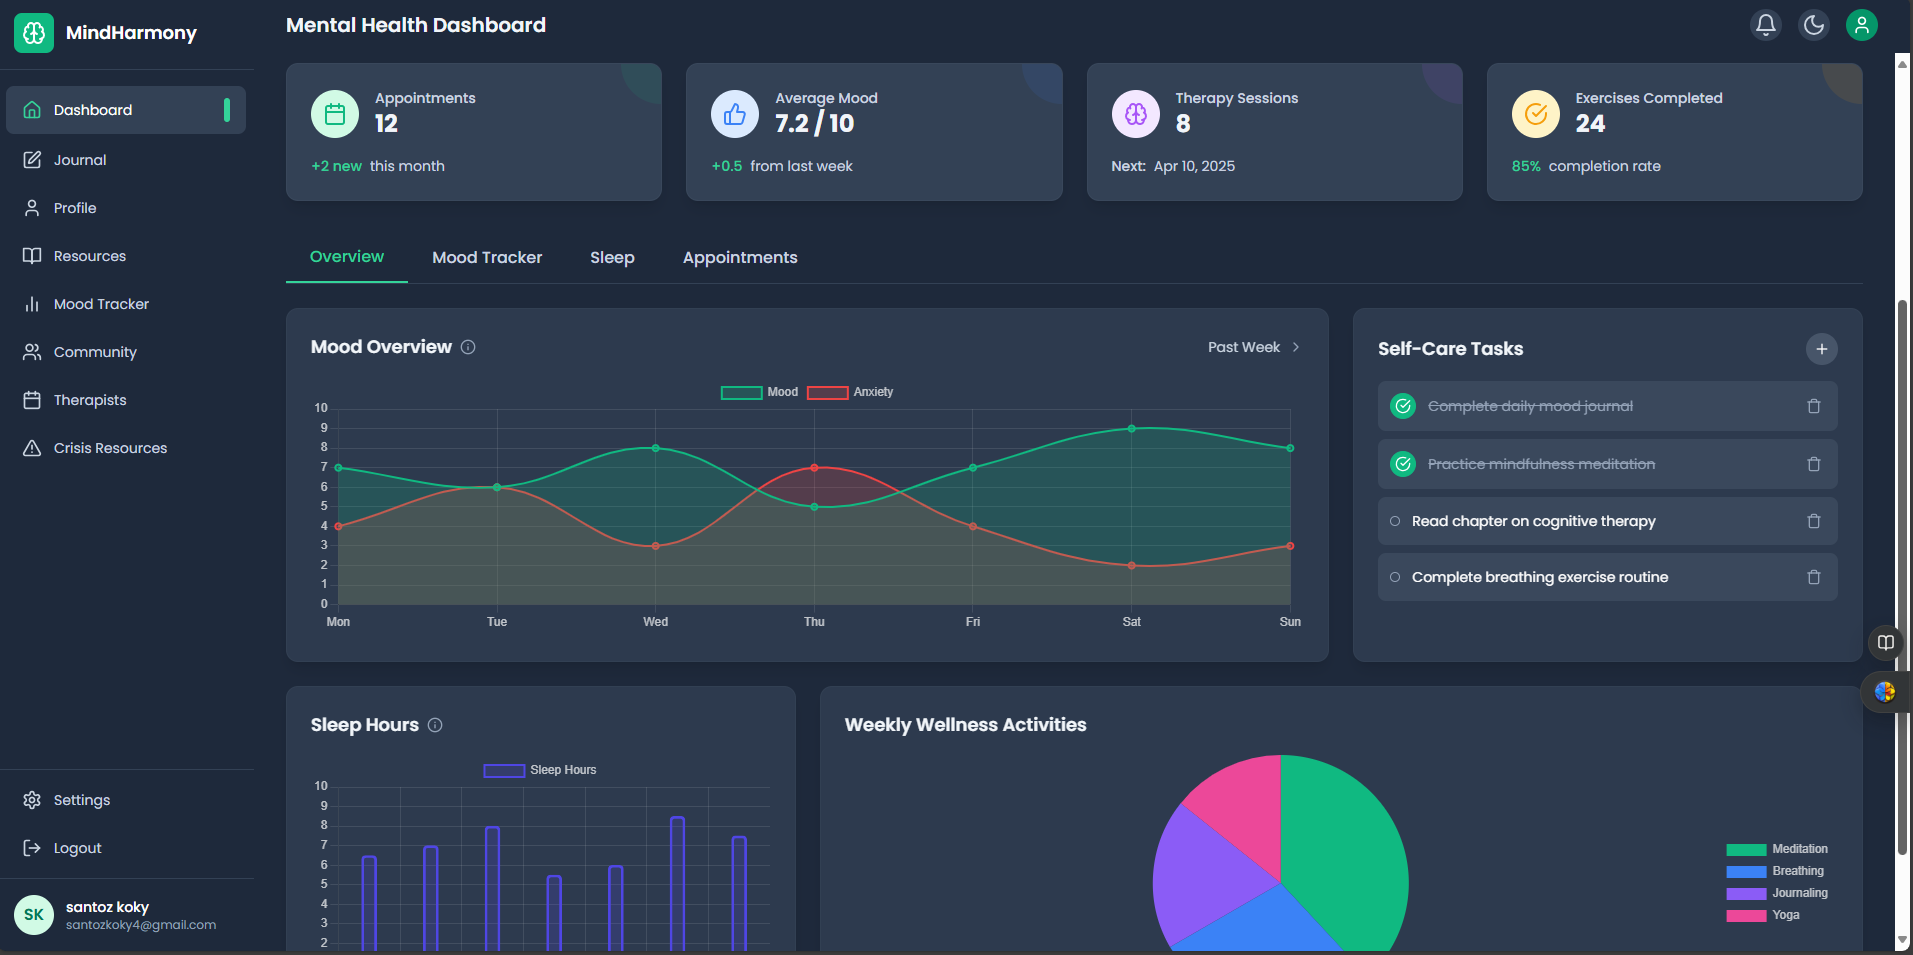 MindHarmony
Dashboard
Journal
Profile
Resources
Mood Tracker
Community
Therapists
Crisis Resources
Settings
Logout
SK
santoz koky
santozkoky4@gmail.com
Mental Health Dashboard
Appointments
12
+2 new this month
Average Mood
7.2 / 10
+0.5 from last week
Therapy Sessions
8
Next: Apr 10, 2025
Exercises Completed
24
85% completion rate
Overview Mood Tracker Sleep Appointments
Mood Overview
Past Week
Mood Anxiety
10
9
8
7
6
5
4
3
2
1
0
Mon Tue Wed Thu Fri Sat Sun
Self-Care Tasks
Complete daily mood journal
Practice mindfulness meditation
Read chapter on cognitive therapy
Complete breathing exercise routine
Sleep Hours
Sleep Hours
10
9
8
7
6
5
4
3
2
Weekly Wellness Activities
Meditation
Breathing
Journaling
Yoga